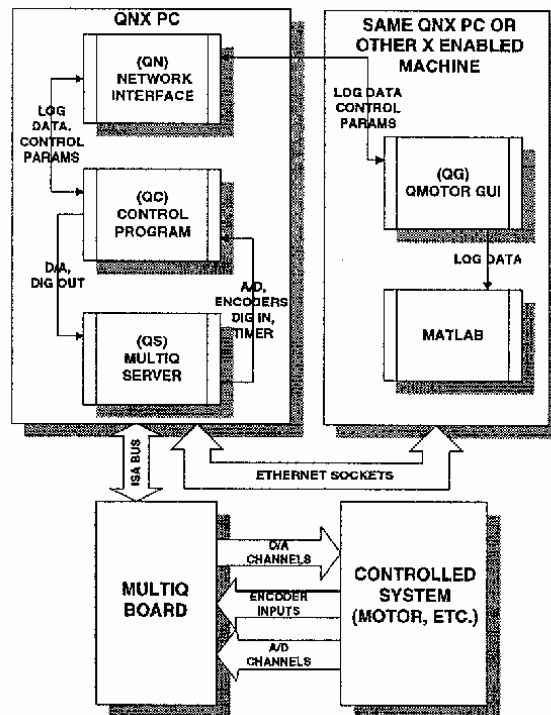 QNX PC
SAME QNX PC OR
OTHER X ENABLED
MACHINE
(QN)
NETWORK
INTERFACE
LOG
DATA,
CONTROL
PARAMS
LOG DATA
CONTROL
PARAMS
(QC)
CONTROL
PROGRAM
(QG)
QMOTOR GUI
D/A,
DIG OUT
A/D,
ENCODERS
DIG IN,
TIMER
LOG DATA
(QS)
MULTIQ
SERVER
MATLAB
ISA BUS
ETHERNET SOCKETS
MULTIQ
BOARD
D/A
CHANNELS
ENCODER
INPUTS
A/D
CHANNELS
CONTROLLED
SYSTEM
(MOTOR, ETC.)